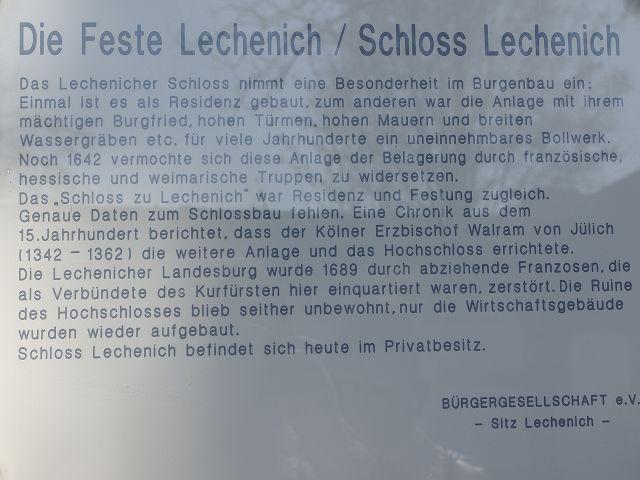 Die Feste Lechenich / Schloss Lechenich
Das Lechenicher Schloss nimmt eine Besonderheit im Burgenbau ein:
Einmal ist es als Residenz gebaut, zum anderen war die Anlage mit ihrem
mächtigen Burgfried, hohen Türmen, hohen Mauern und breiten
Wassergräben etc. für viele Jahrhunderte ein uneinnehmbares Bollwerk.
Noch 1642 vermochte sich diese Anlage der Belagerung durch französische,
hessische und weimarische Truppen zu widersetzen.
Das „Schloss zu Lechenich" war Residenz und Festung zugleich.
Genaue Daten zum Schlossbau fehlen. Eine Chronik aus dem
15. Jahrhundert berichtet, dass der Kölner Erzbischof Walram von Jülich
(1342 – 1362) die weitere Anlage und das Hochschloss errichtete.
Die Lechenicher Landesburg wurde 1689 durch abziehende Franzosen, die
als Verbündete des Kurfürsten hier einquartiert waren, zerstört. Die Ruine
des Hochschlosses blieb seither unbewohnt, nur die Wirtschaftsgebäude
wurden wieder aufgebaut.
Schloss Lechenich befindet sich heute im Privatbesitz.
BÜRGERGESELLSCHAFT e.V.
– Sitz Lechenich –